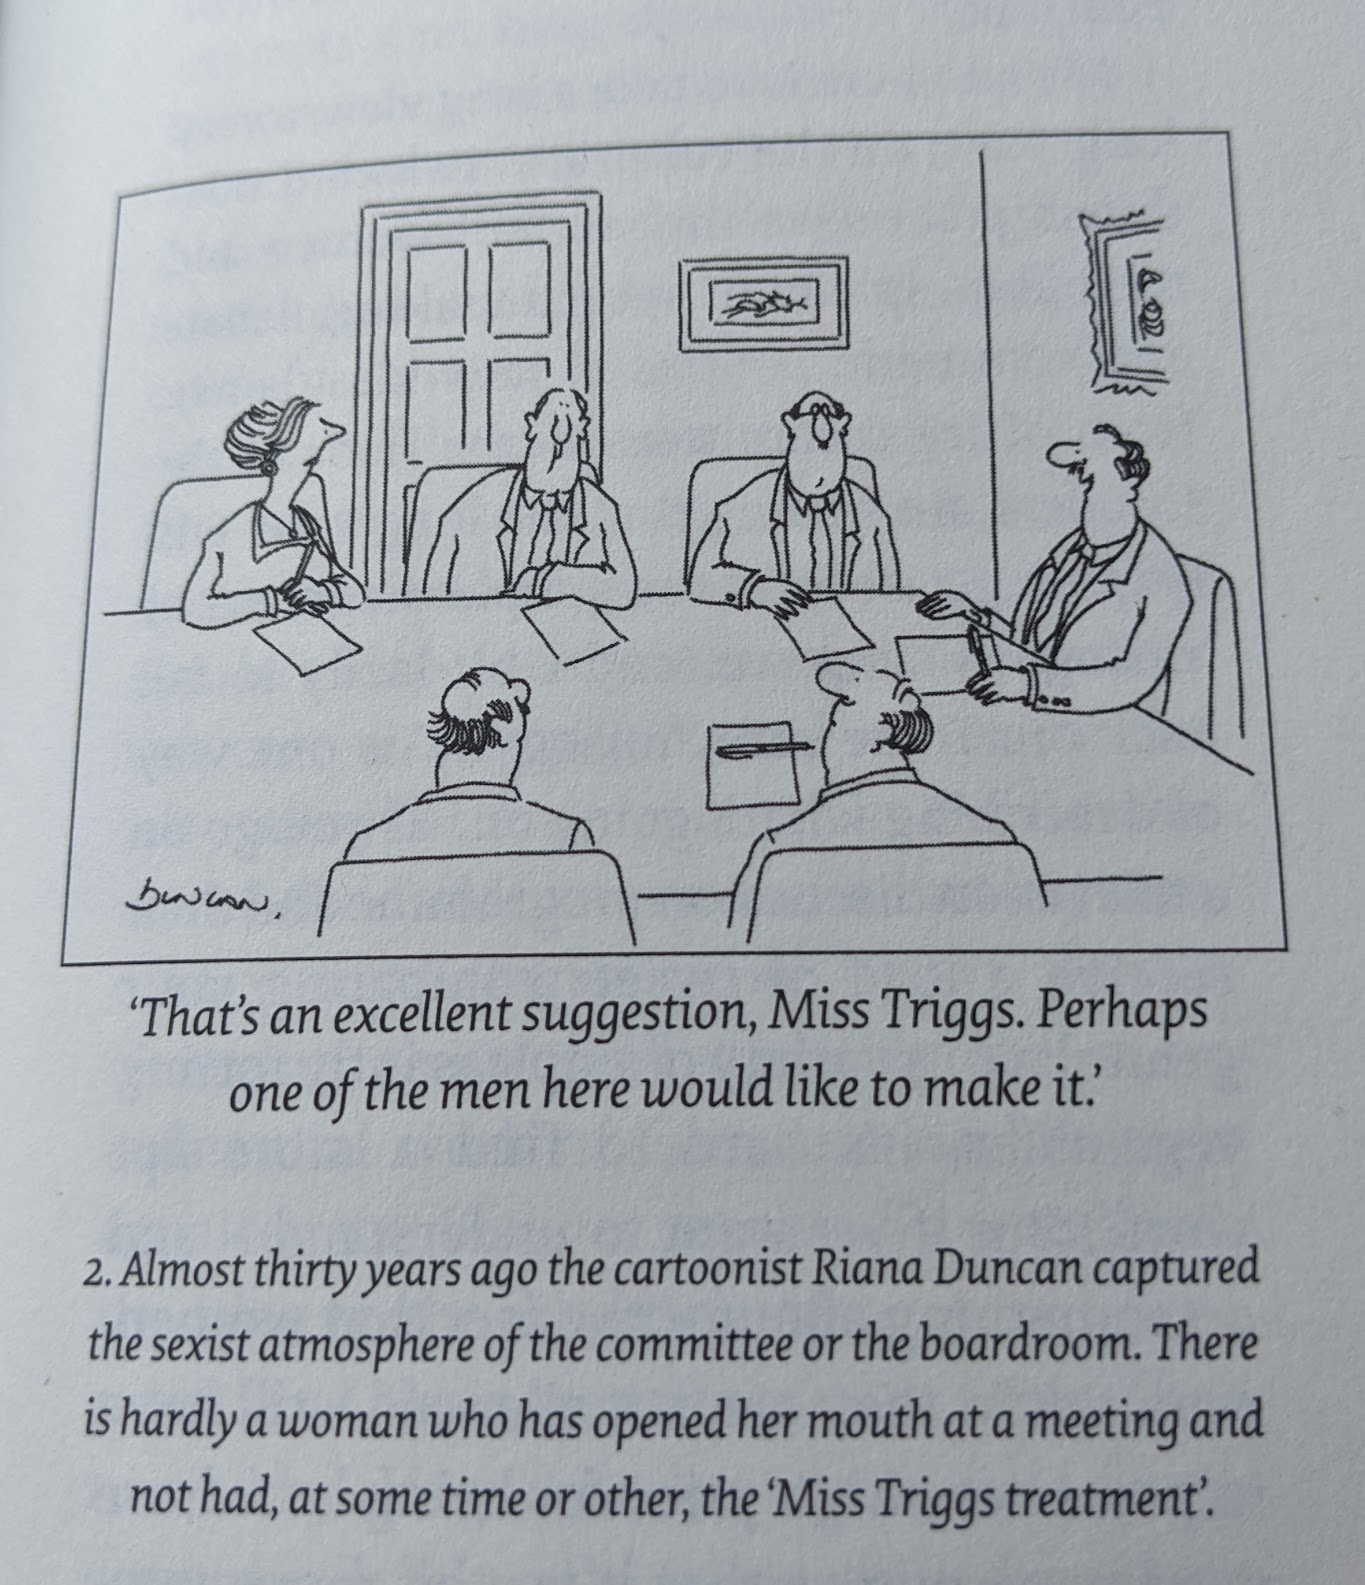 DUNCAN.
‘That’s an excellent suggestion, Miss Triggs. Perhaps
one of the men here would like to make it.’
2. Almost thirty years ago the cartoonist Riana Duncan captured
the sexist atmosphere of the committee or the boardroom. There
is hardly a woman who has opened her mouth at a meeting and
not had, at some time or other, the ‘Miss Triggs treatment’.